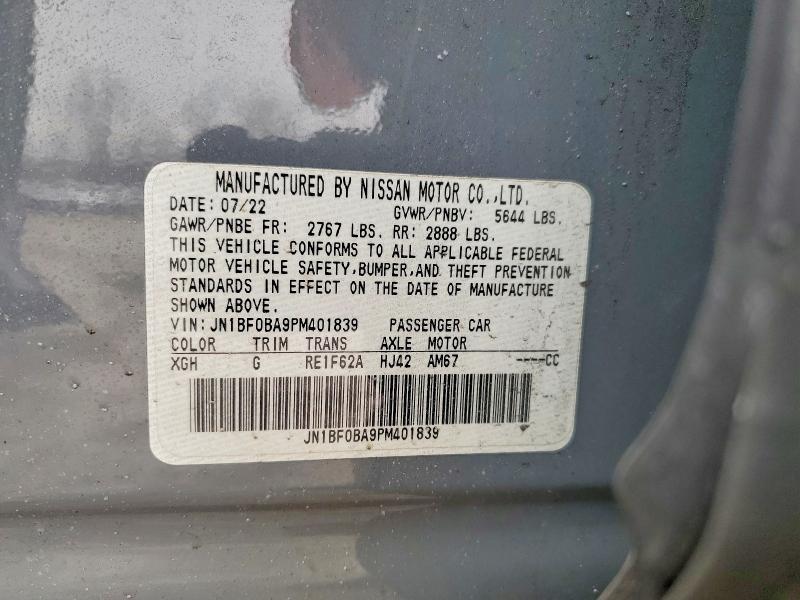 MANUFACTURED BY NISSAN MOTOR CO.,LTD.
DATE: 07/22 GVWR/PNBV: 5644 LBS.
GAWR/PNBE FR: 2767 LBS. RR: 2888 LBS.
THIS VEHICLE CONFORMS TO ALL APPLICABLE FEDERAL
MOTOR VEHICLE SAFETY,BUMPER,AND THEFT PREVENTION
STANDARDS IN EFFECT ON THE DATE OF MANUFACTURE
SHOWN ABOVE.
VIN: JN1BF0BA9PM401839 PASSENGER CAR
COLOR TRIM TRANS AXLE MOTOR
XGH G RE1F62A HJ42 AM67 ----CC
JN1BF0BA9PM401839